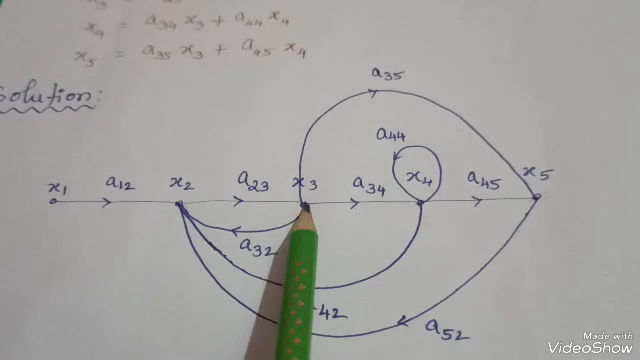 x4 = a34 x3 + a44 x4
x5 = a35 x3 + a45 x4
Solution:
a35
a44
x1 a12 x2 a23 x3 a34 x4 a45 x5
a32
42
a52
Made with
VideoShow